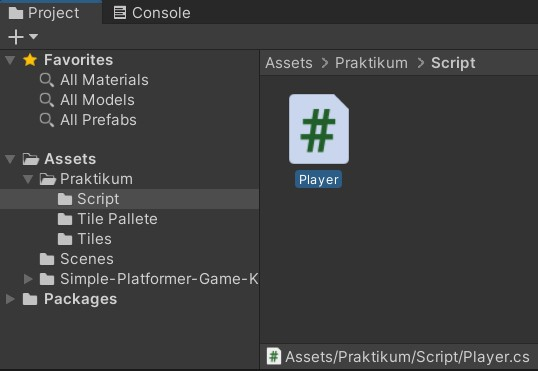 Project
Console
Favorites
All Materials
All Models
All Prefabs
Assets
Praktikum
Script
Tile Pallete
Tiles
Scenes
Simple-Platformer-Game-K
Packages
Assets > Praktikum > Script
#
Player
# Assets/Praktikum/Script/Player.cs